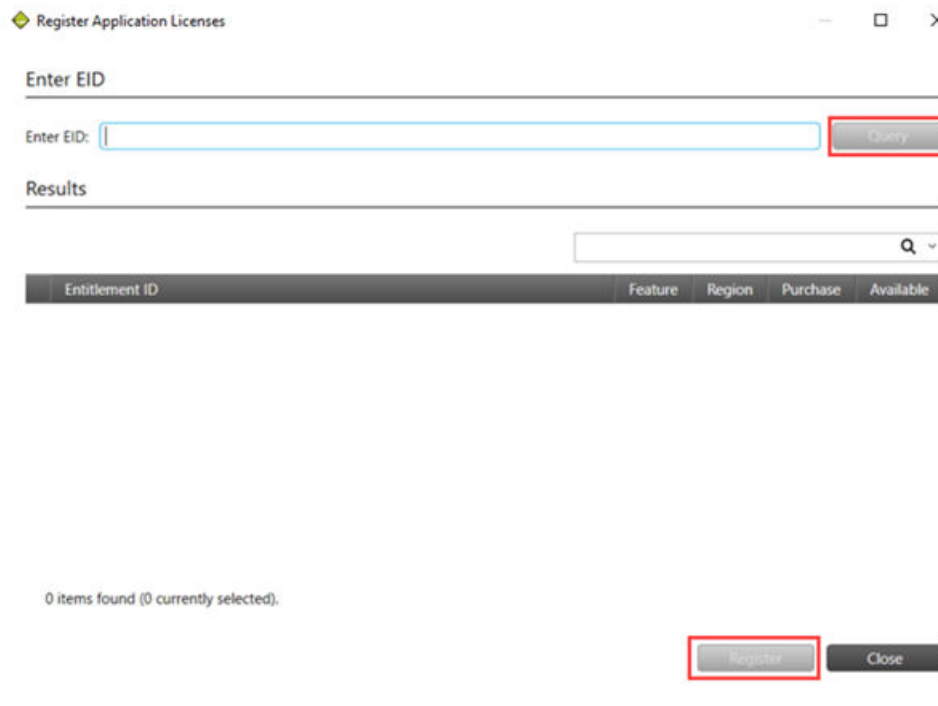 Register Application Licenses
Enter EID
Enter EID: Query
Results
Entitlement ID Feature Region Purchase Available
0 items found (0 currently selected).
Register Close